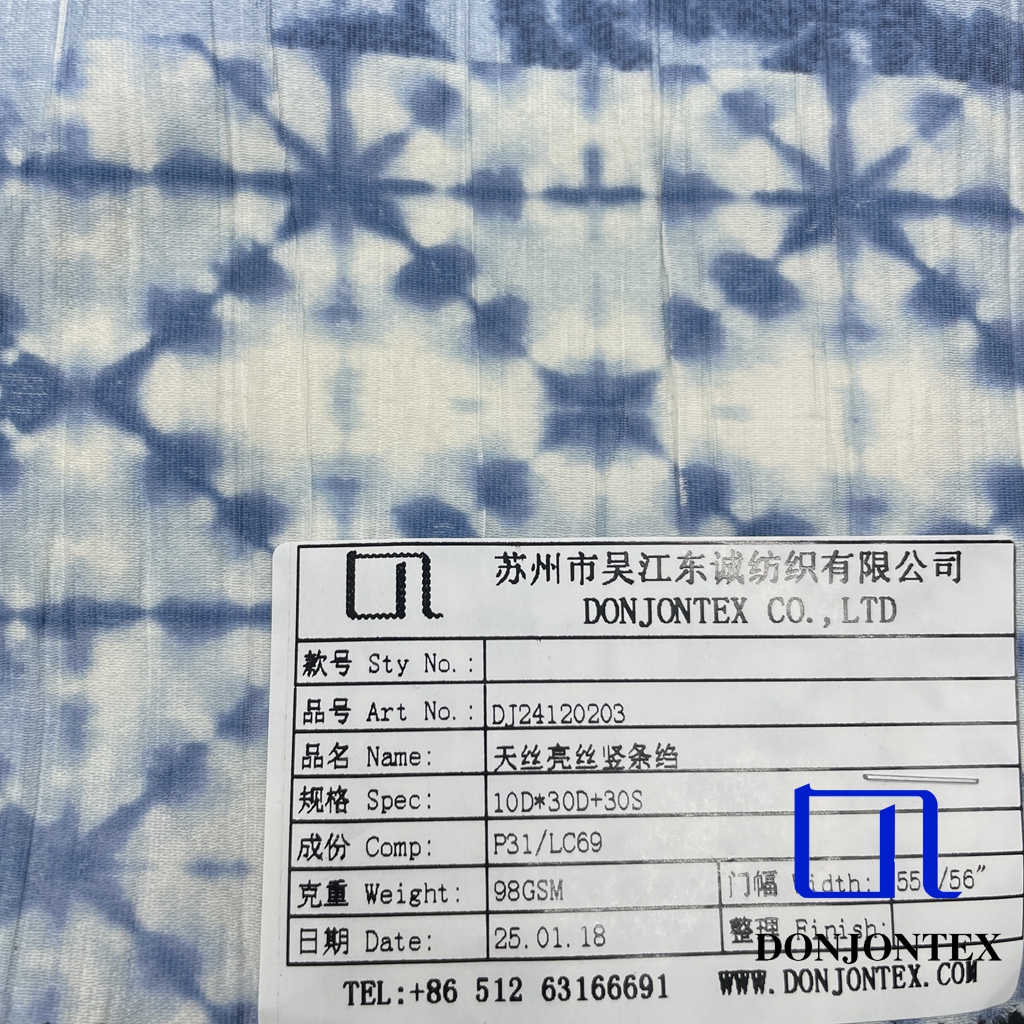 苏州市吴江东诚纺织有限公司
DONJONTEX CO.,LTD
款号 Sty No.:
品号 Art No.: DJ24120203
品名 Name: 天丝亮丝竖条绉
规格 Spec: 10D*30D+30S
成份 Comp: P31/LC69
克重 Weight: 98GSM 门幅 Width: /56"
日期 Date: 25.01.18 整理 Finish:
DONJONTEX
TEL:+86 512 63166691 WWW.DONJONTEX.COM